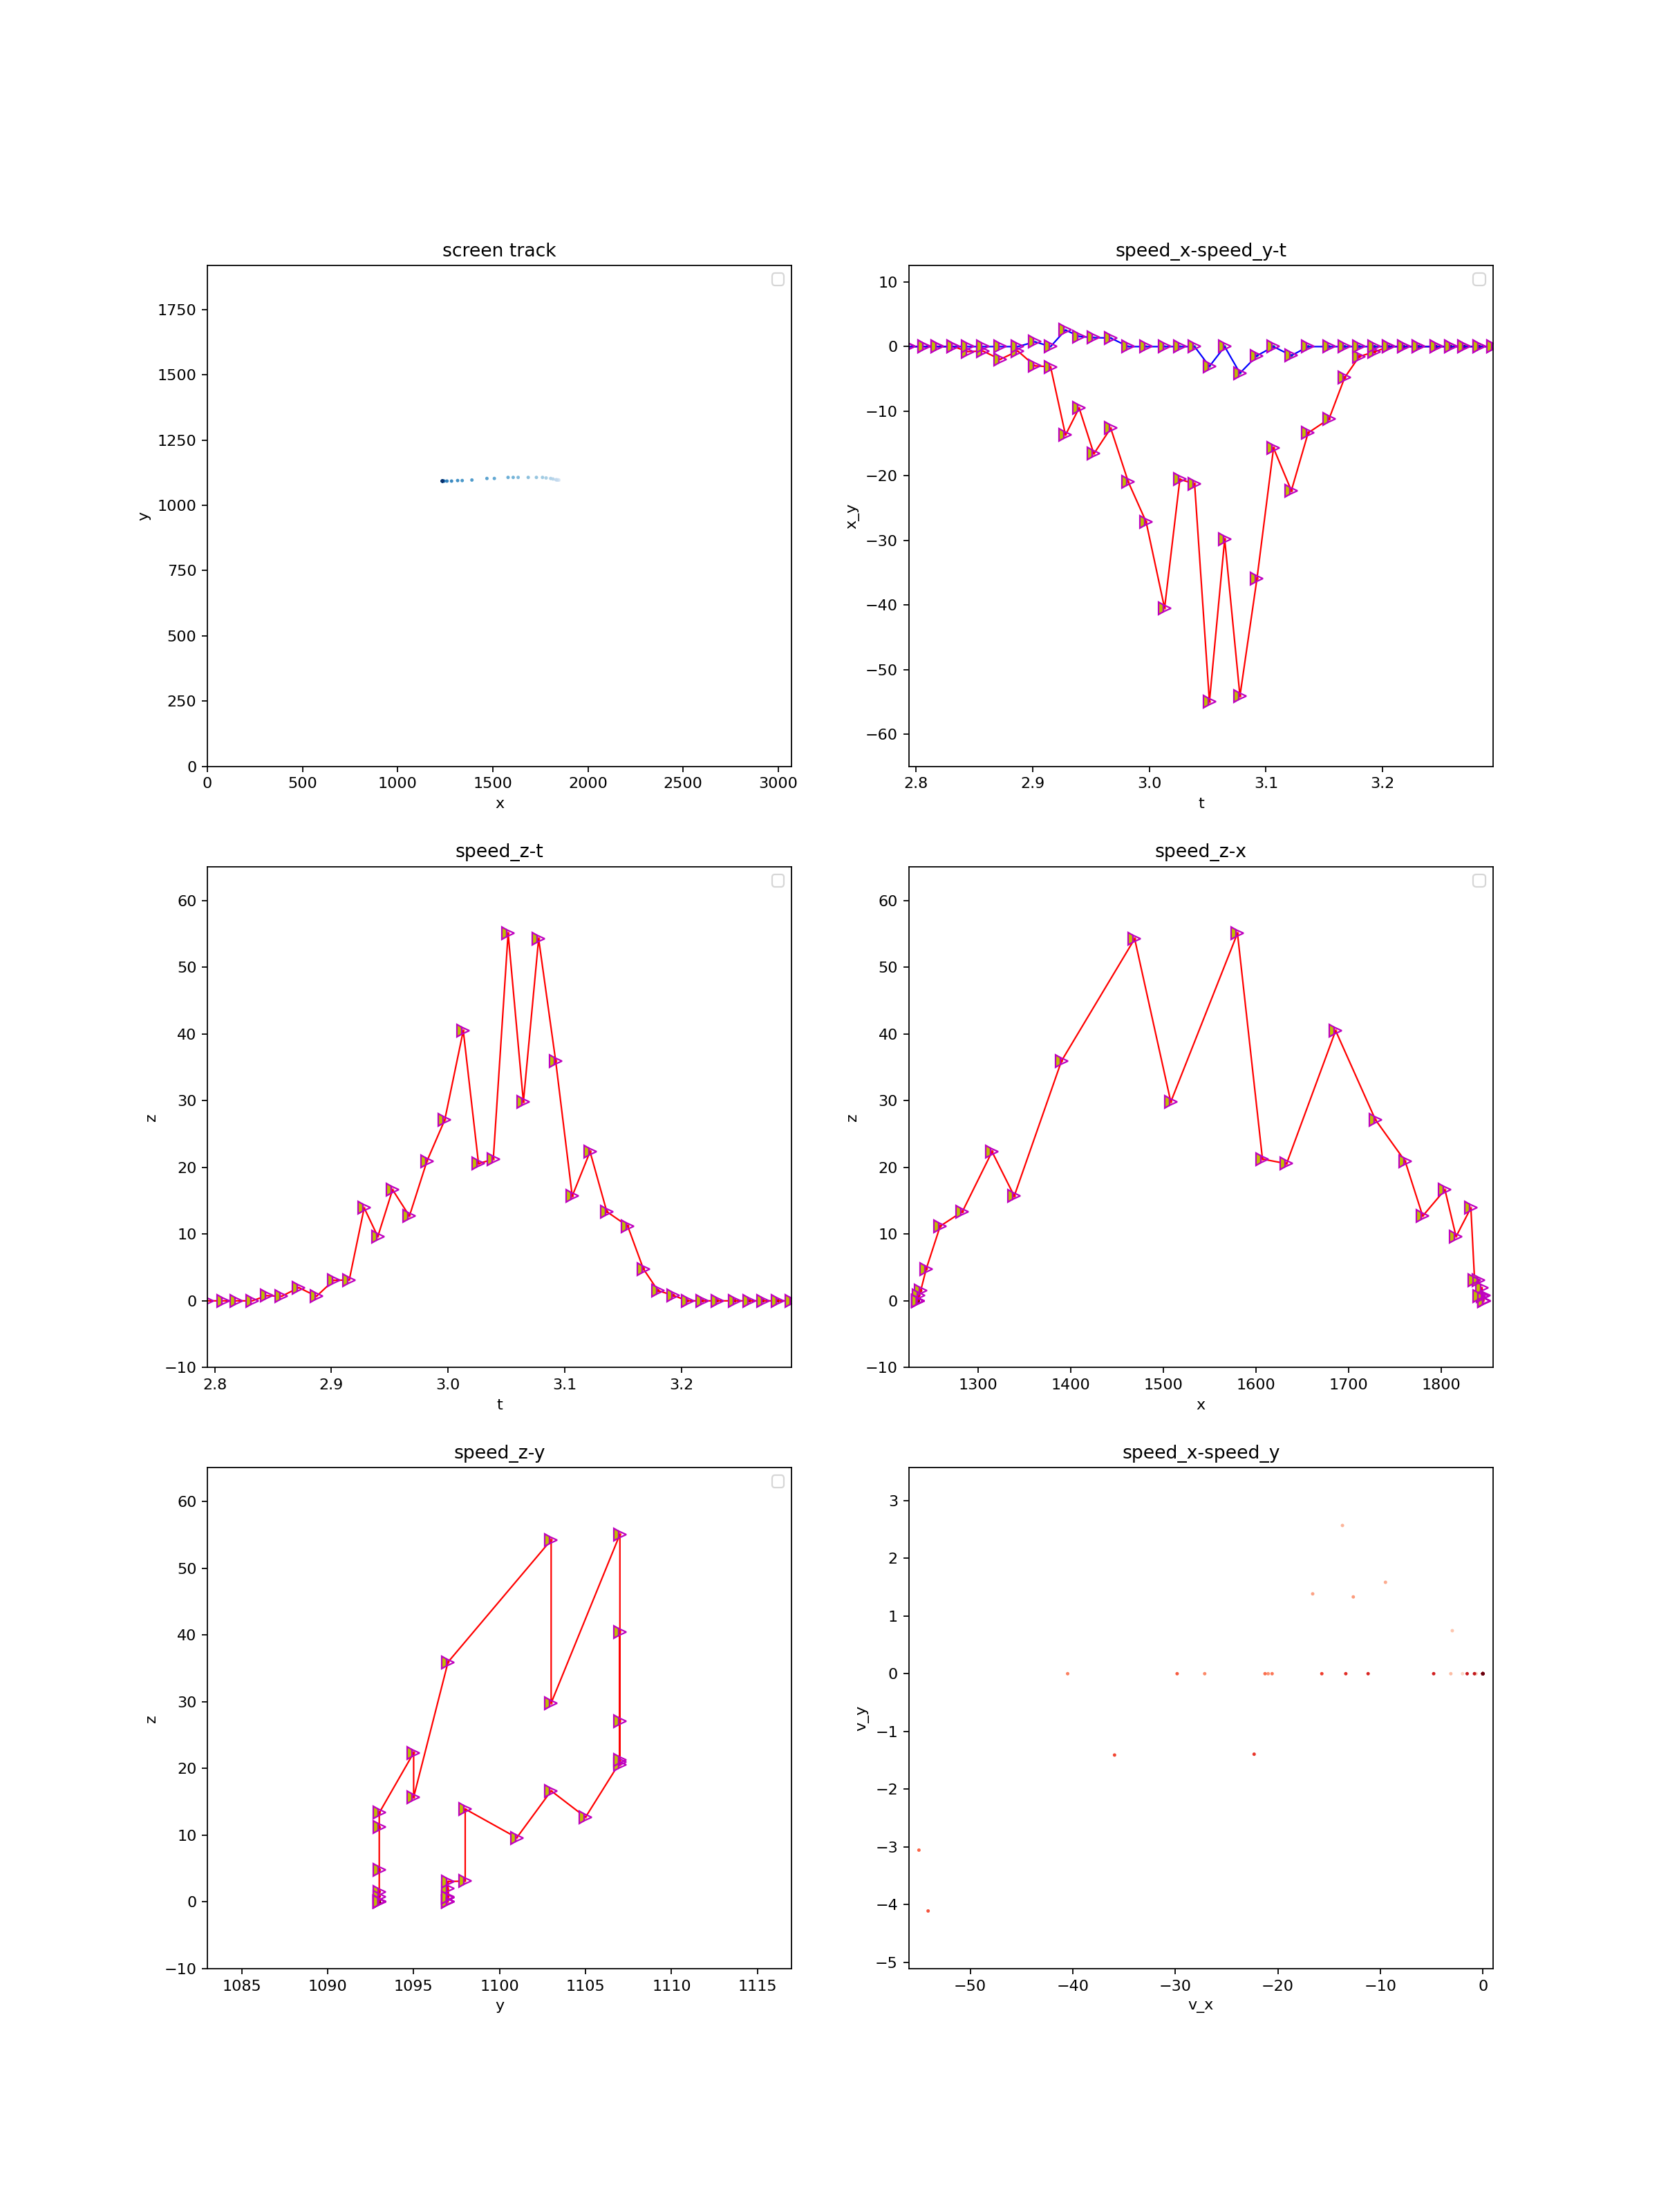 screen track
1750
1500
1250
1000
750
500
250
0
y
0 500 1000 1500 2000 2500 3000
x
speed_x-speed_y-t
10
0
−10
−20
−30
−40
−50
−60
x_y
2.8 2.9 3.0 3.1 3.2
t
speed_z-t
60
50
40
30
20
10
0
−10
z
2.8 2.9 3.0 3.1 3.2
t
speed_z-x
60
50
40
30
20
10
0
−10
z
1300 1400 1500 1600 1700 1800
x
speed_z-y
60
50
40
30
20
10
0
−10
z
1085 1090 1095 1100 1105 1110 1115
y
speed_x-speed_y
3
2
1
0
−1
−2
−3
−4
−5
v_y
−50 −40 −30 −20 −10 0
v_x